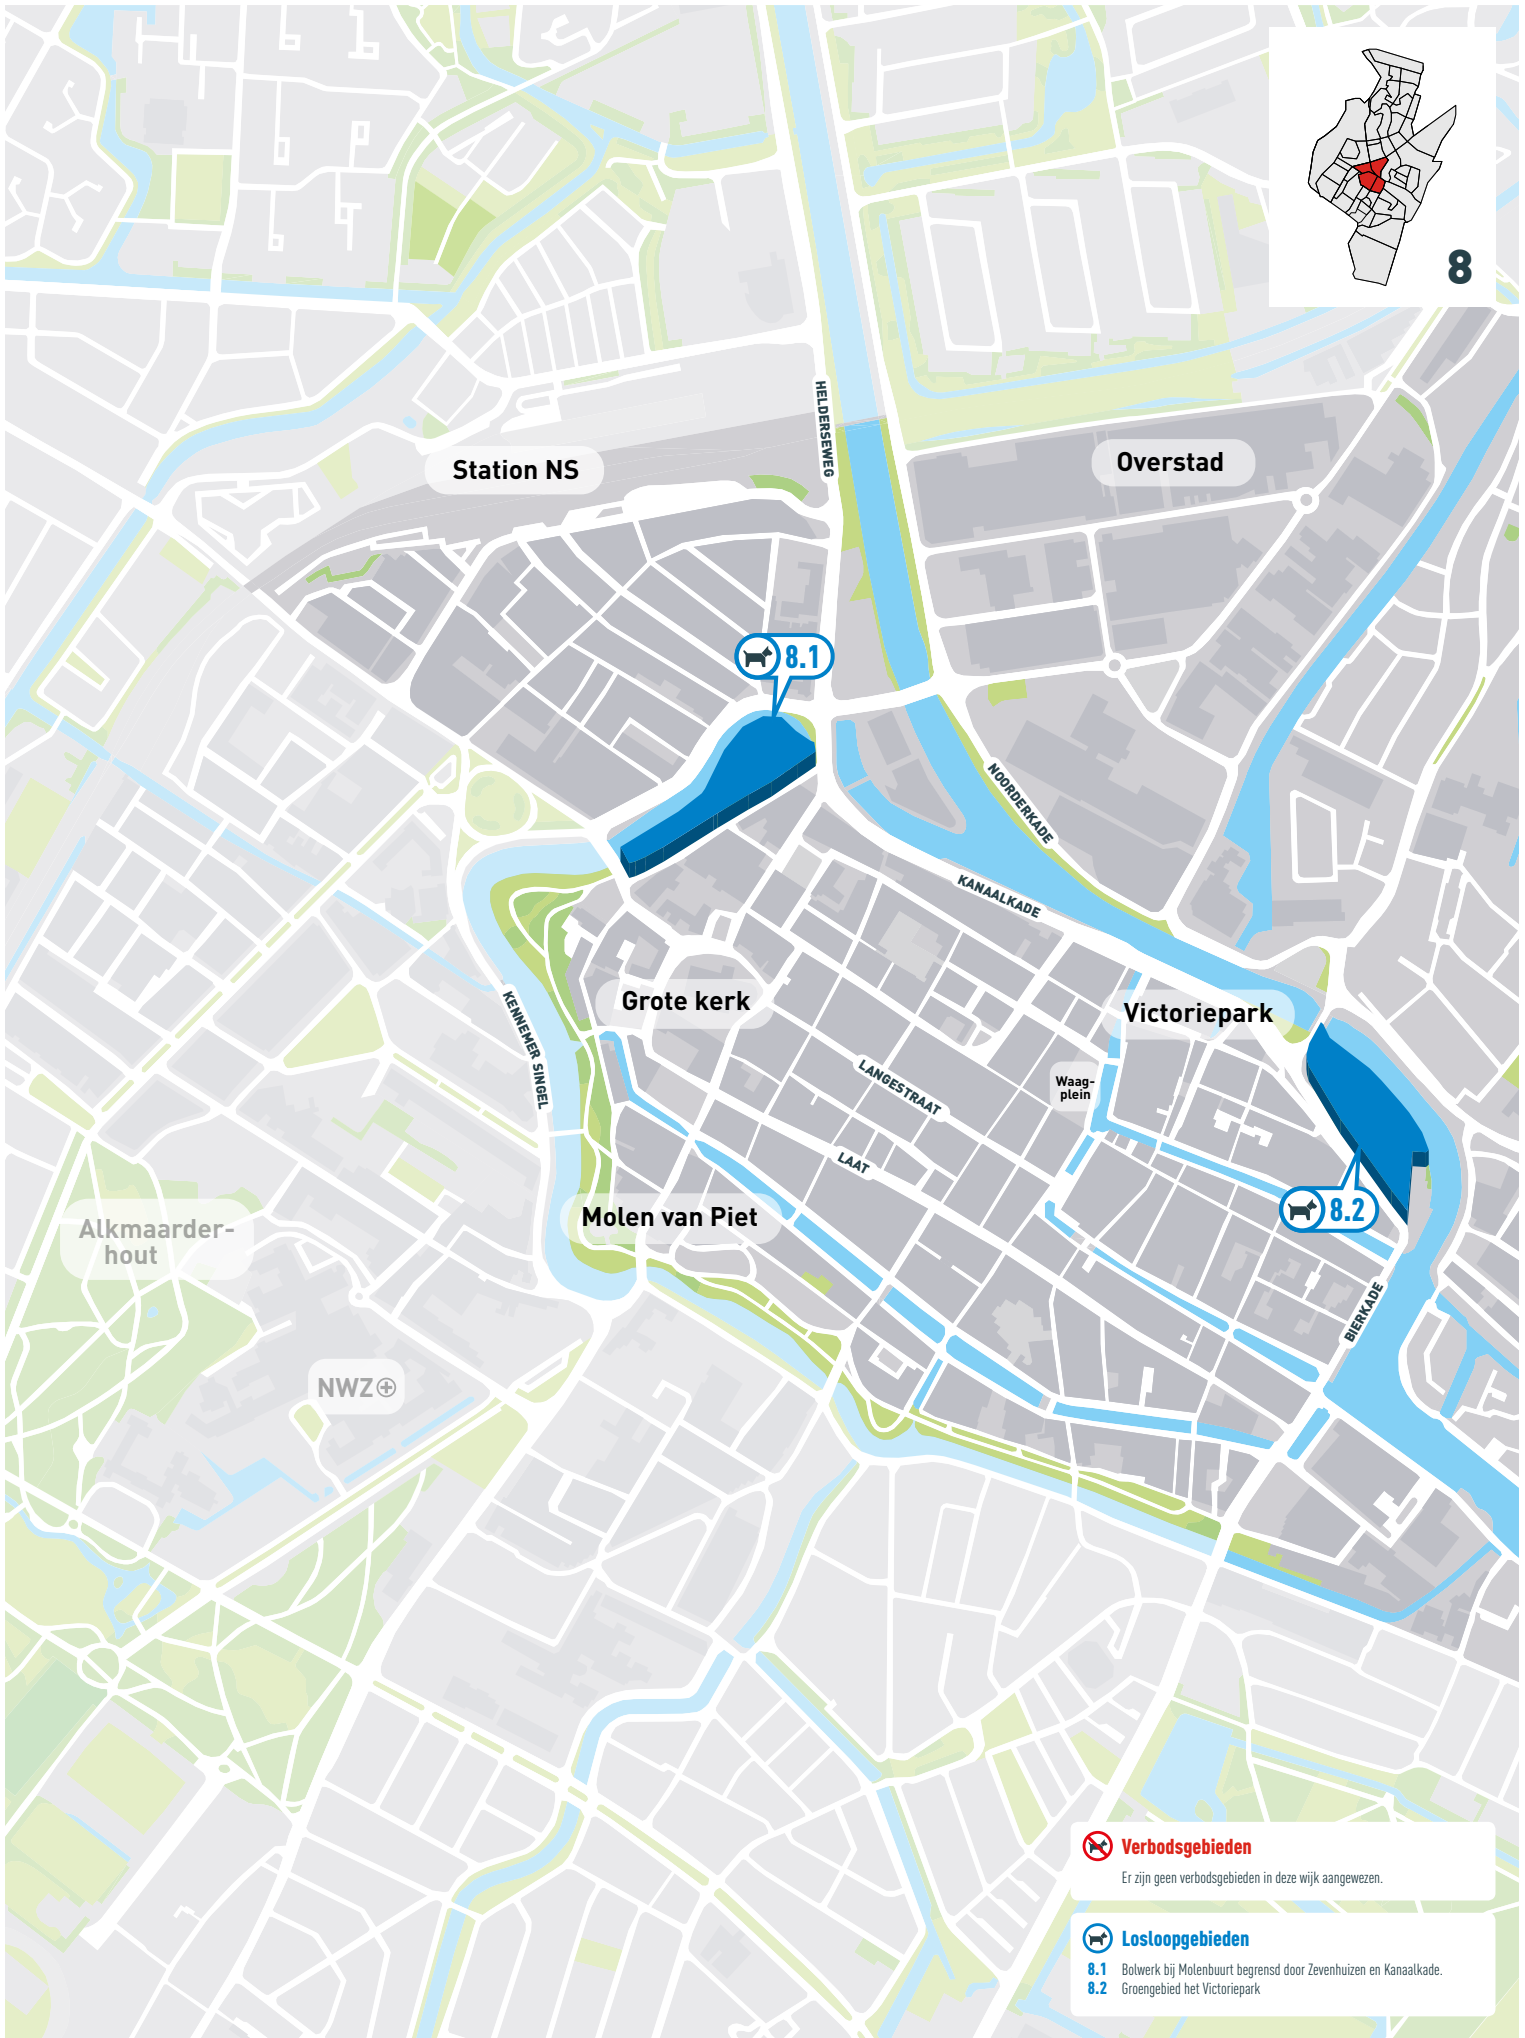 8
HELDERSEWEG
Station NS
Overstad
8.1
NOORDERKADE
KANAALKADE
Grote kerk
Victoriepark
KENNEMER SINGEL
LANGESTRAAT
Waag-
plein
LAAT
8.2
Molen van Piet
Alkmaarder-
hout
BIERKADE
NWZ
Verbodsgebieden
Er zijn geen verbodsgebieden in deze wijk aangewezen.
Losloopgebieden
8.1 Bolwerk bij Molenbuurt begrensd door Zevenhuizen en Kanaalkade.
8.2 Groengebied het Victoriepark